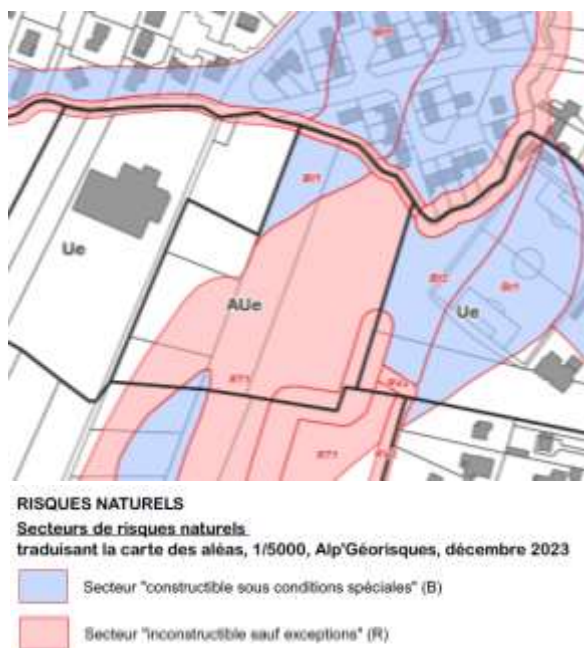 Ue
AUe
Ue
RISQUES NATURELS
Secteurs de risques naturels
traduisant la carte des aléas, 1/5000, Alp'Géorisques, décembre 2023
Secteur "constructible sous conditions spéciales" (B)
Secteur "inconstructible sauf exceptions" (R)